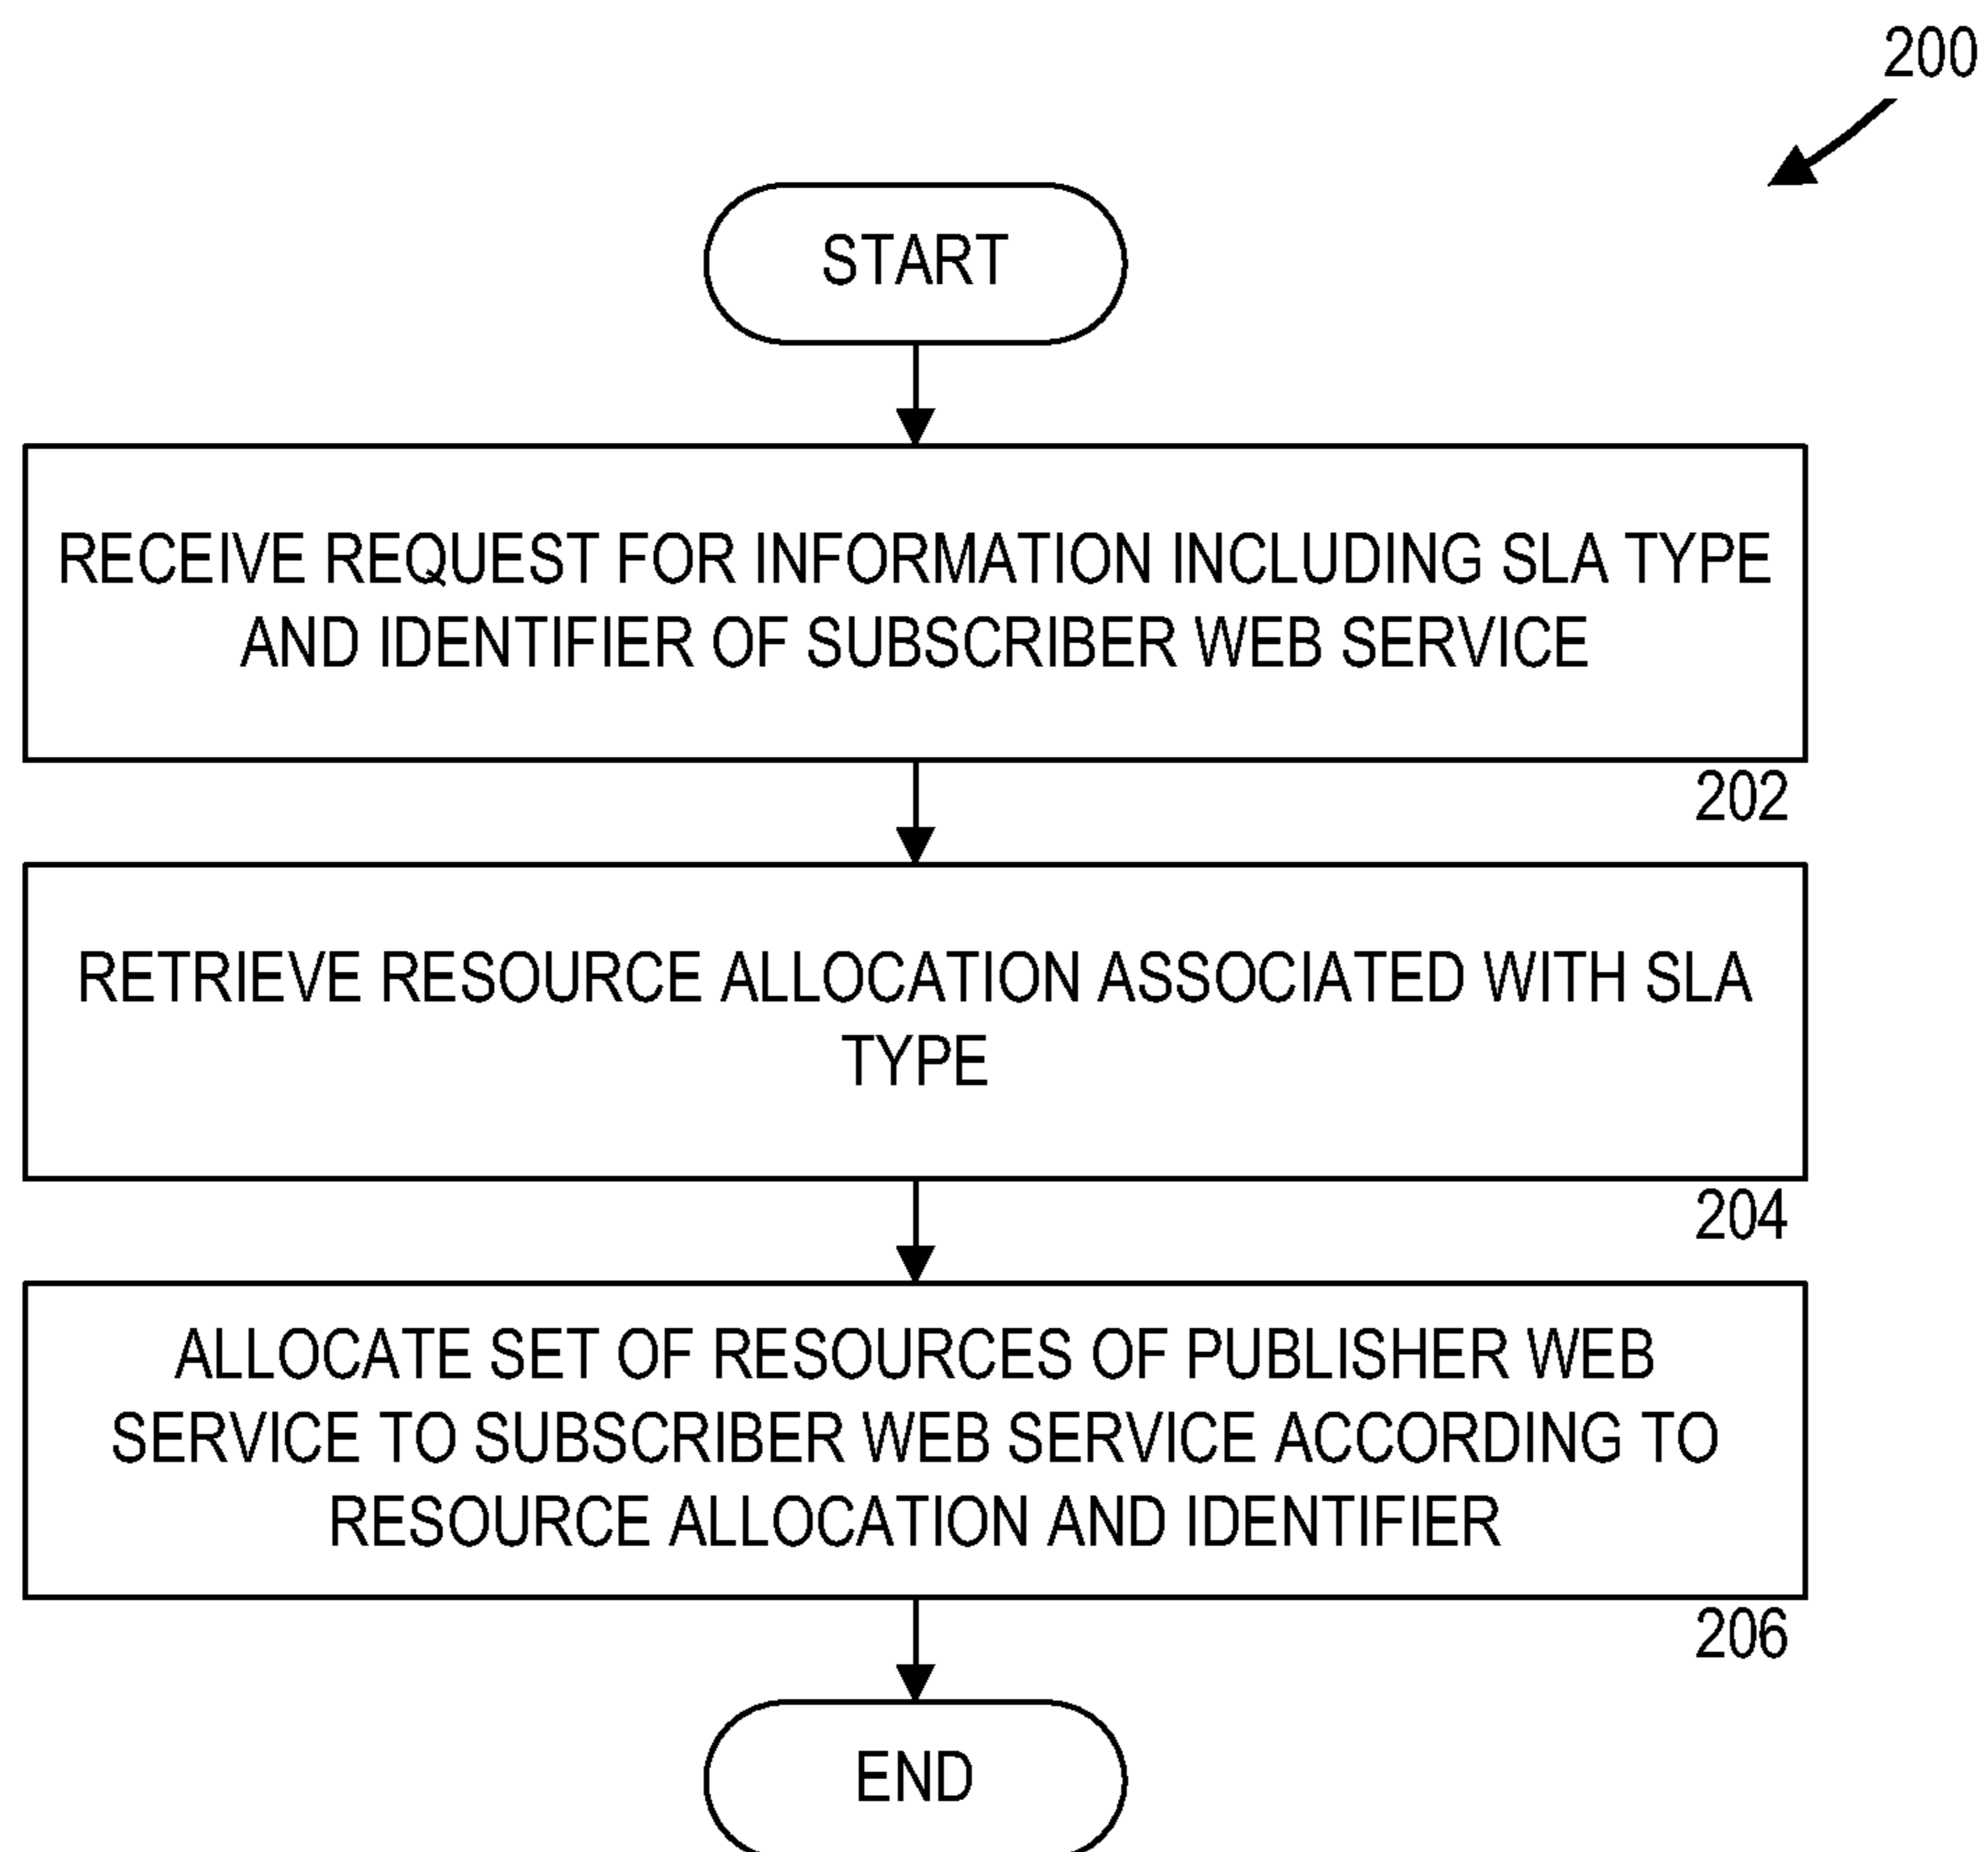 200
START
RECEIVE REQUEST FOR INFORMATION INCLUDING SLA TYPE
AND IDENTIFIER OF SUBSCRIBER WEB SERVICE
202
RETRIEVE RESOURCE ALLOCATION ASSOCIATED WITH SLA
TYPE
204
ALLOCATE SET OF RESOURCES OF PUBLISHER WEB
SERVICE TO SUBSCRIBER WEB SERVICE ACCORDING TO
RESOURCE ALLOCATION AND IDENTIFIER
206
END